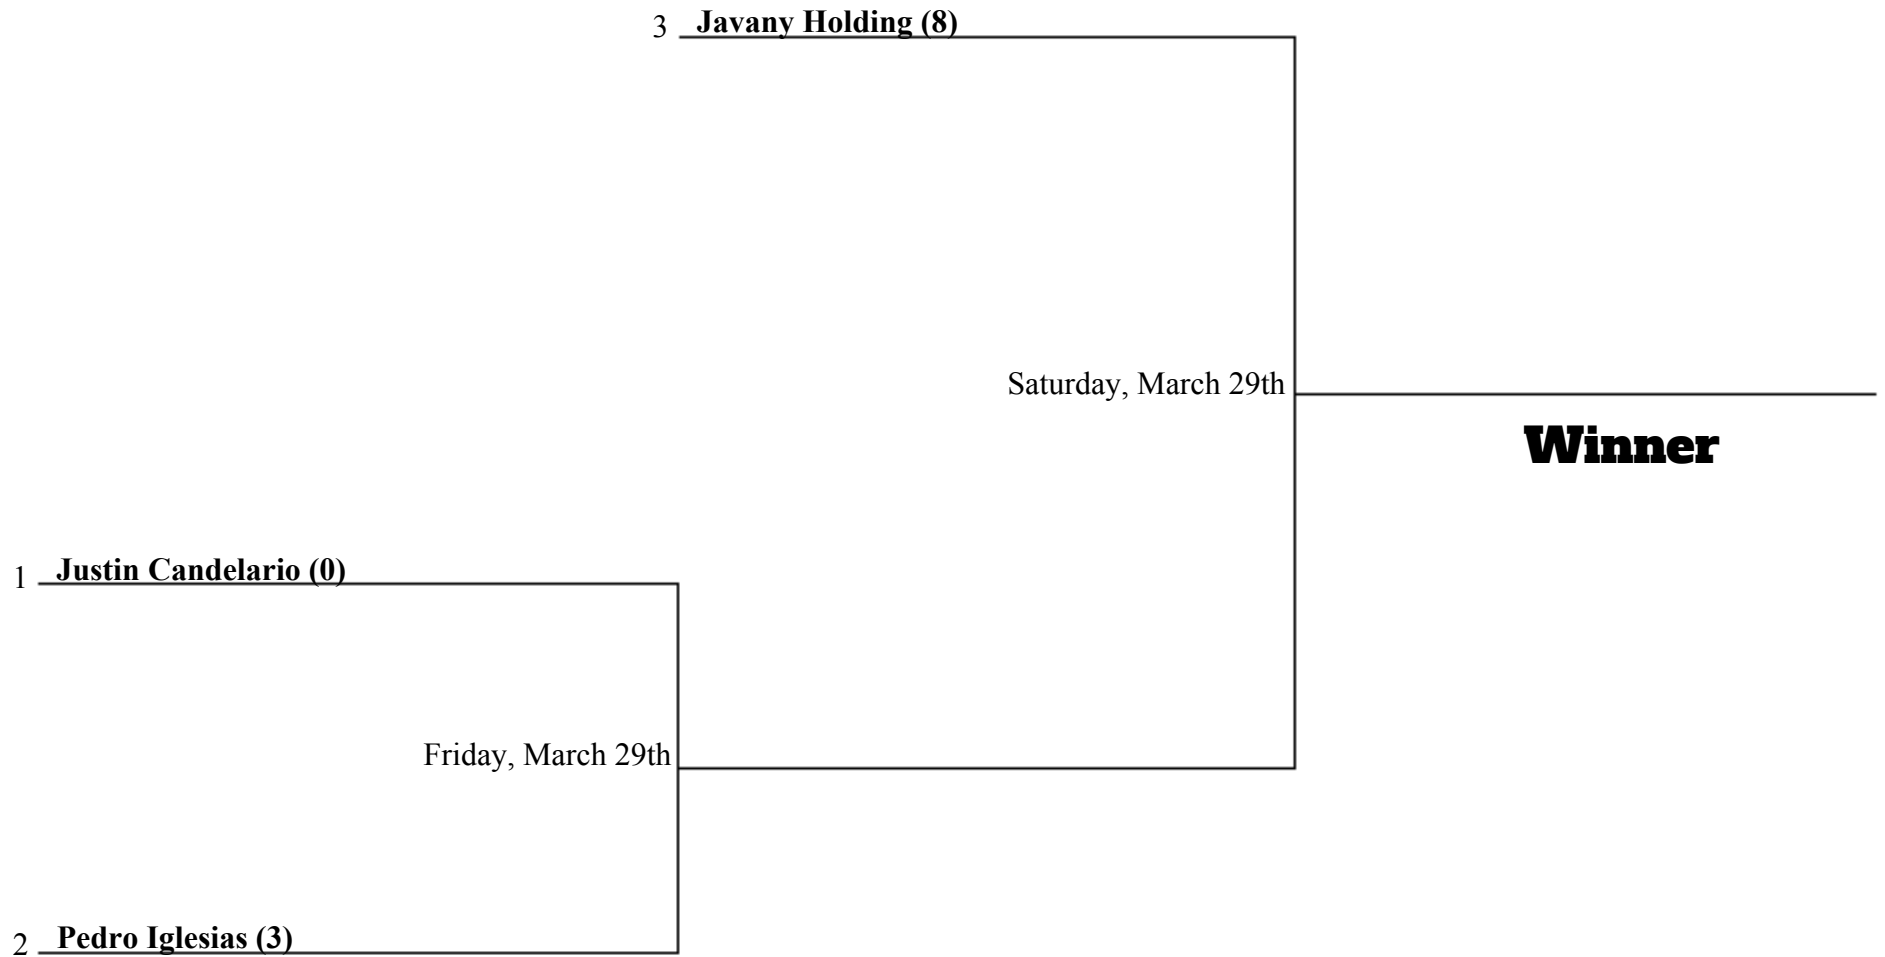 3 Javany Holding (8)
Saturday, March 29th
Winner
1 Justin Candelario (0)
Friday, March 29th
2 Pedro Iglesias (3)